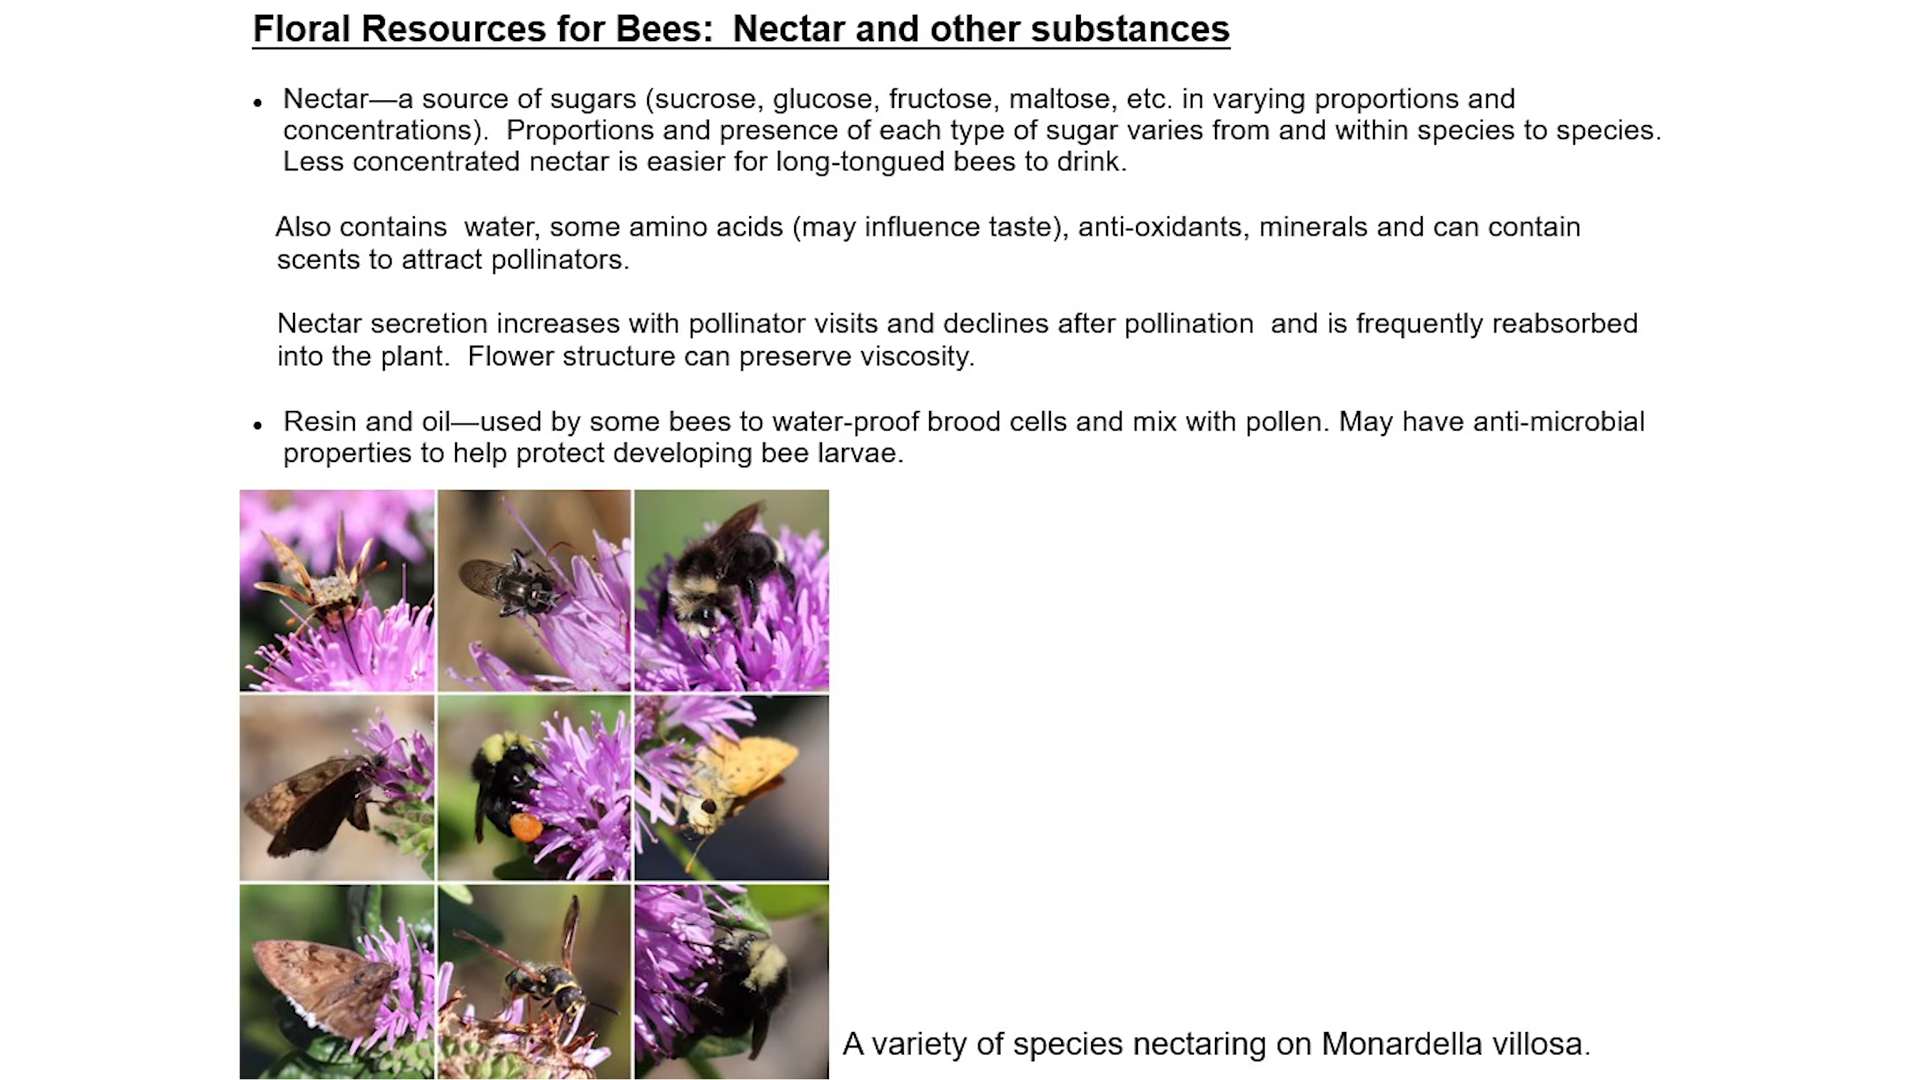 Floral Resources for Bees:  Nectar and other substances
• Nectar—a source of sugars (sucrose, glucose, fructose, maltose, etc. in varying proportions and
concentrations).  Proportions and presence of each type of sugar varies from and within species to species.
Less concentrated nectar is easier for long-tongued bees to drink.
Also contains  water, some amino acids (may influence taste), anti-oxidants, minerals and can contain
scents to attract pollinators.
Nectar secretion increases with pollinator visits and declines after pollination  and is frequently reabsorbed
into the plant.  Flower structure can preserve viscosity.
• Resin and oil—used by some bees to water-proof brood cells and mix with pollen. May have anti-microbial
properties to help protect developing bee larvae.
A variety of species nectaring on Monardella villosa.